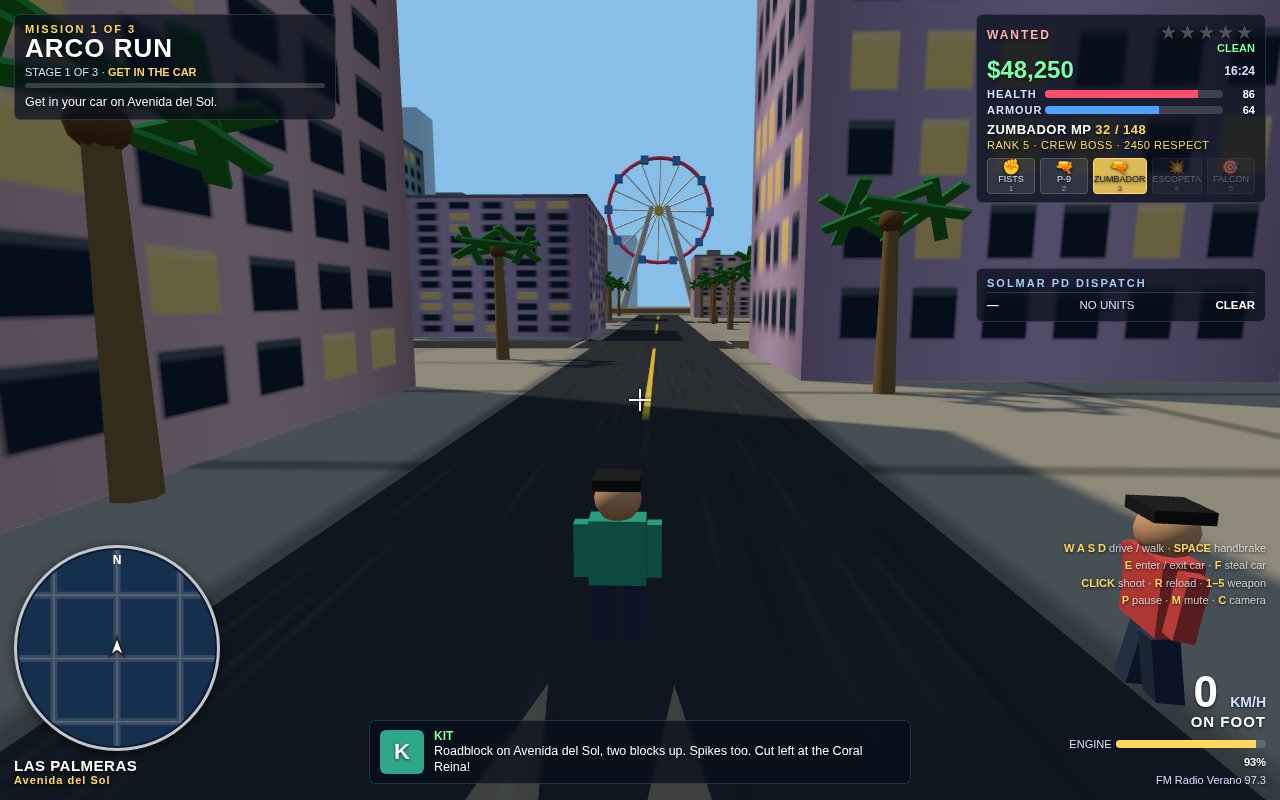 MISSION 1 OF 3
ARCO RUN
STAGE 1 OF 3 · GET IN THE CAR
Get in your car on Avenida del Sol.
WANTED ★★★★★
CLEAN
$48,250 16:24
HEALTH 86
ARMOUR 64
ZUMBADOR MP 32 / 148
RANK 5 · CREW BOSS · 2450 RESPECT
FISTS P-9 ZUMBADOR ESCOPETA FALCON
1 2 3 4 5
SOLMAR PD DISPATCH
— NO UNITS CLEAR
W A S D drive / walk · SPACE handbrake
E enter / exit car · F steal car
CLICK shoot · R reload · 1–5 weapon
P pause · M mute · C camera
N
LAS PALMERAS
Avenida del Sol
K
KIT
Roadblock on Avenida del Sol, two blocks up. Spikes too. Cut left at the Coral
Reina!
0 KM/H
ON FOOT
ENGINE
93%
FM Radio Verano 97.3